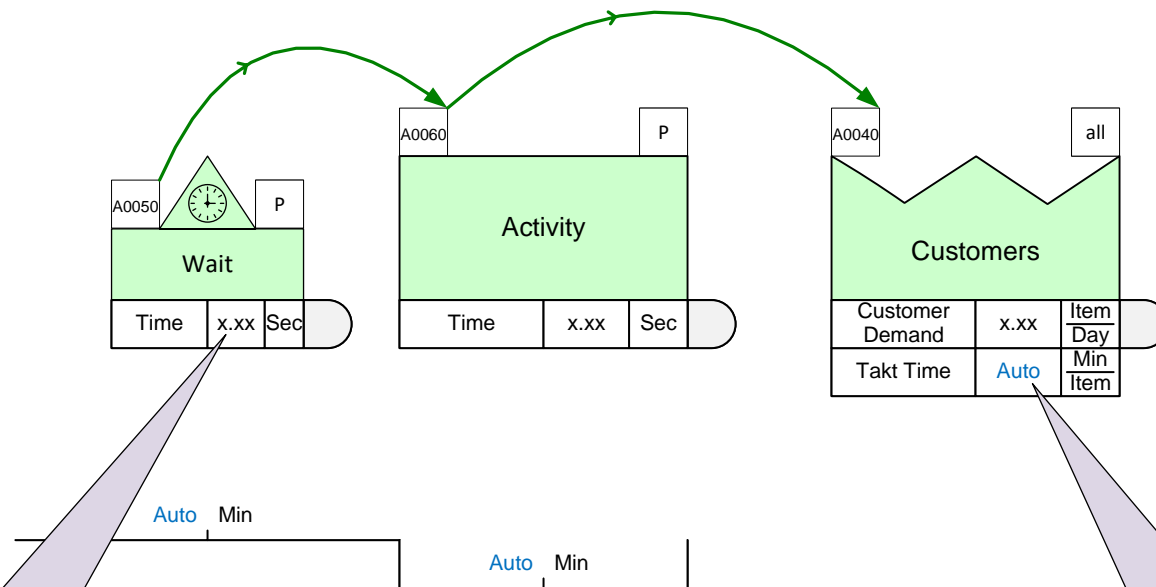 A0060
P
A0040
all
A0050
P
Activity
Wait
Customers
Time x.xx Sec
Time x.xx Sec
Customer
Demand
x.xx
Item
Day
Takt Time
Auto
Min
Item
Auto Min
Auto Min